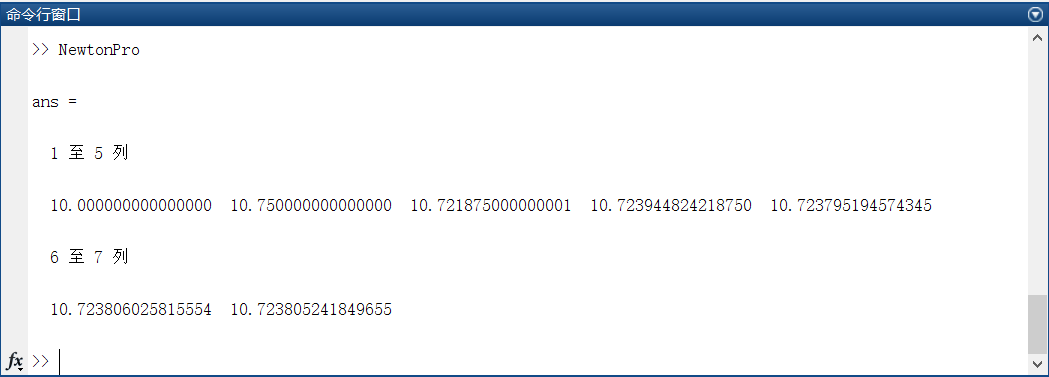 命令行窗口
>> NewtonPro
ans =
1 至 5 列
10.000000000000000 10.750000000000000 10.721875000000001 10.723944824218750 10.723795194574345
6 至 7 列
10.723806025815554 10.723805241849655
fx >>